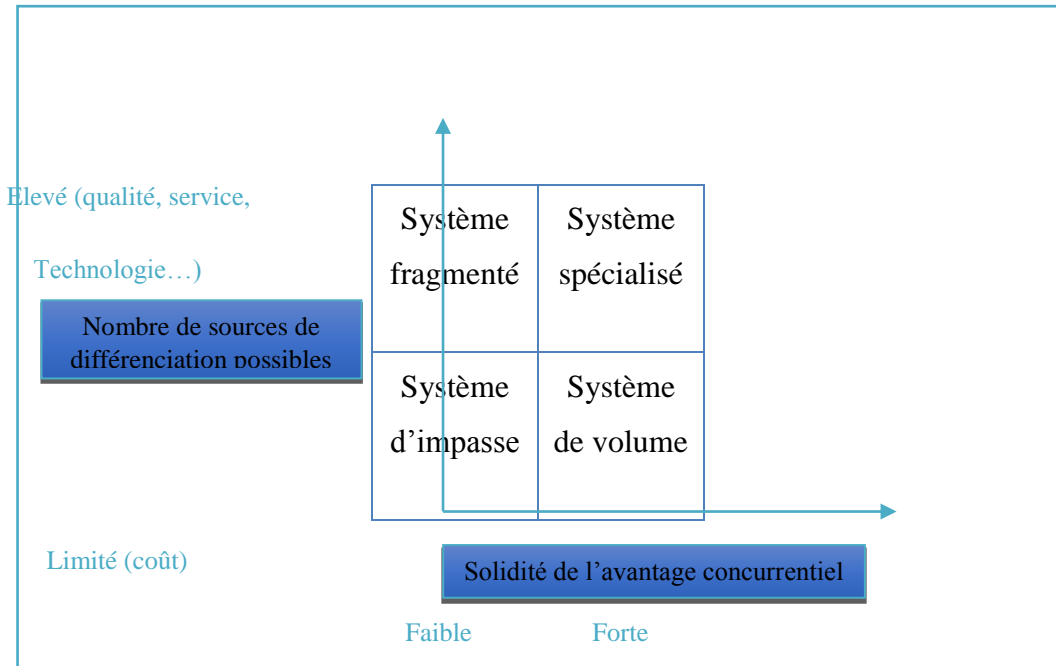 Elevé (qualité, service,
Technologie…)
Nombre de sources de
différenciation possibles
Système
fragmenté
Système
spécialisé
Système
d’impasse
Système
de volume
Limité (coût)
Solidité de l’avantage concurrentiel
Faible
Forte